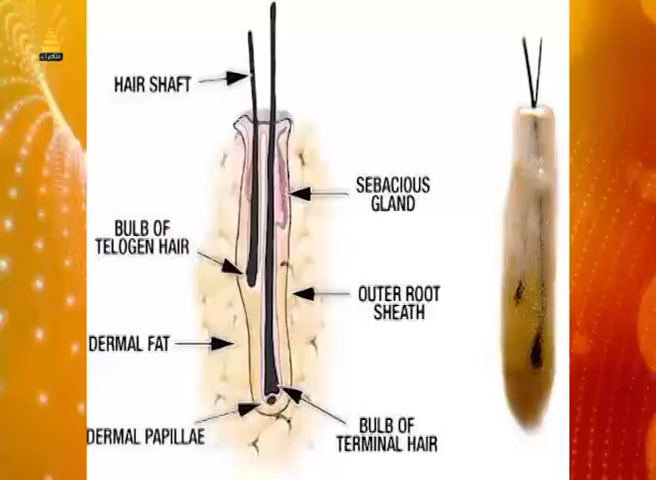 HAIR SHAFT
SEBACIOUS
GLAND
BULB OF
TELOGEN HAIR
OUTER ROOT
SHEATH
DERMAL FAT
DERMAL PAPILLAE
BULB OF
TERMINAL HAIR